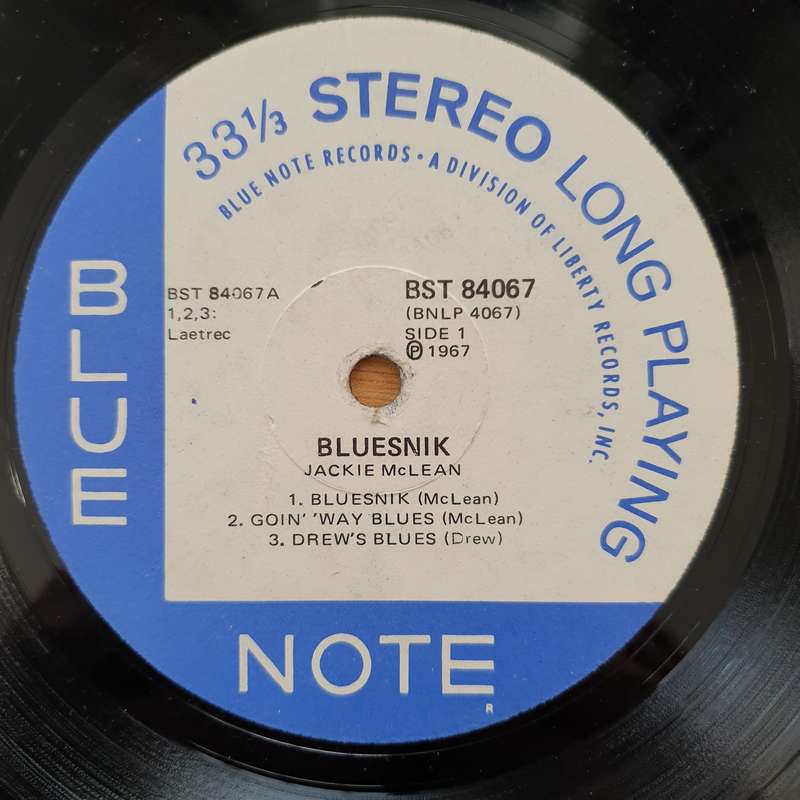 33⅓ STEREO LONG PLAYING
BLUE NOTE RECORDS • A DIVISION OF LIBERTY RECORDS, INC.
BST 84067A
1,2,3:
Laetrec
BST 84067
(BNLP 4067)
SIDE 1
℗ 1967
BLUESNIK
JACKIE McLEAN
1. BLUESNIK (McLean)
2. GOIN' 'WAY BLUES (McLean)
3. DREW'S BLUES (Drew)
BLUE
NOTE
R